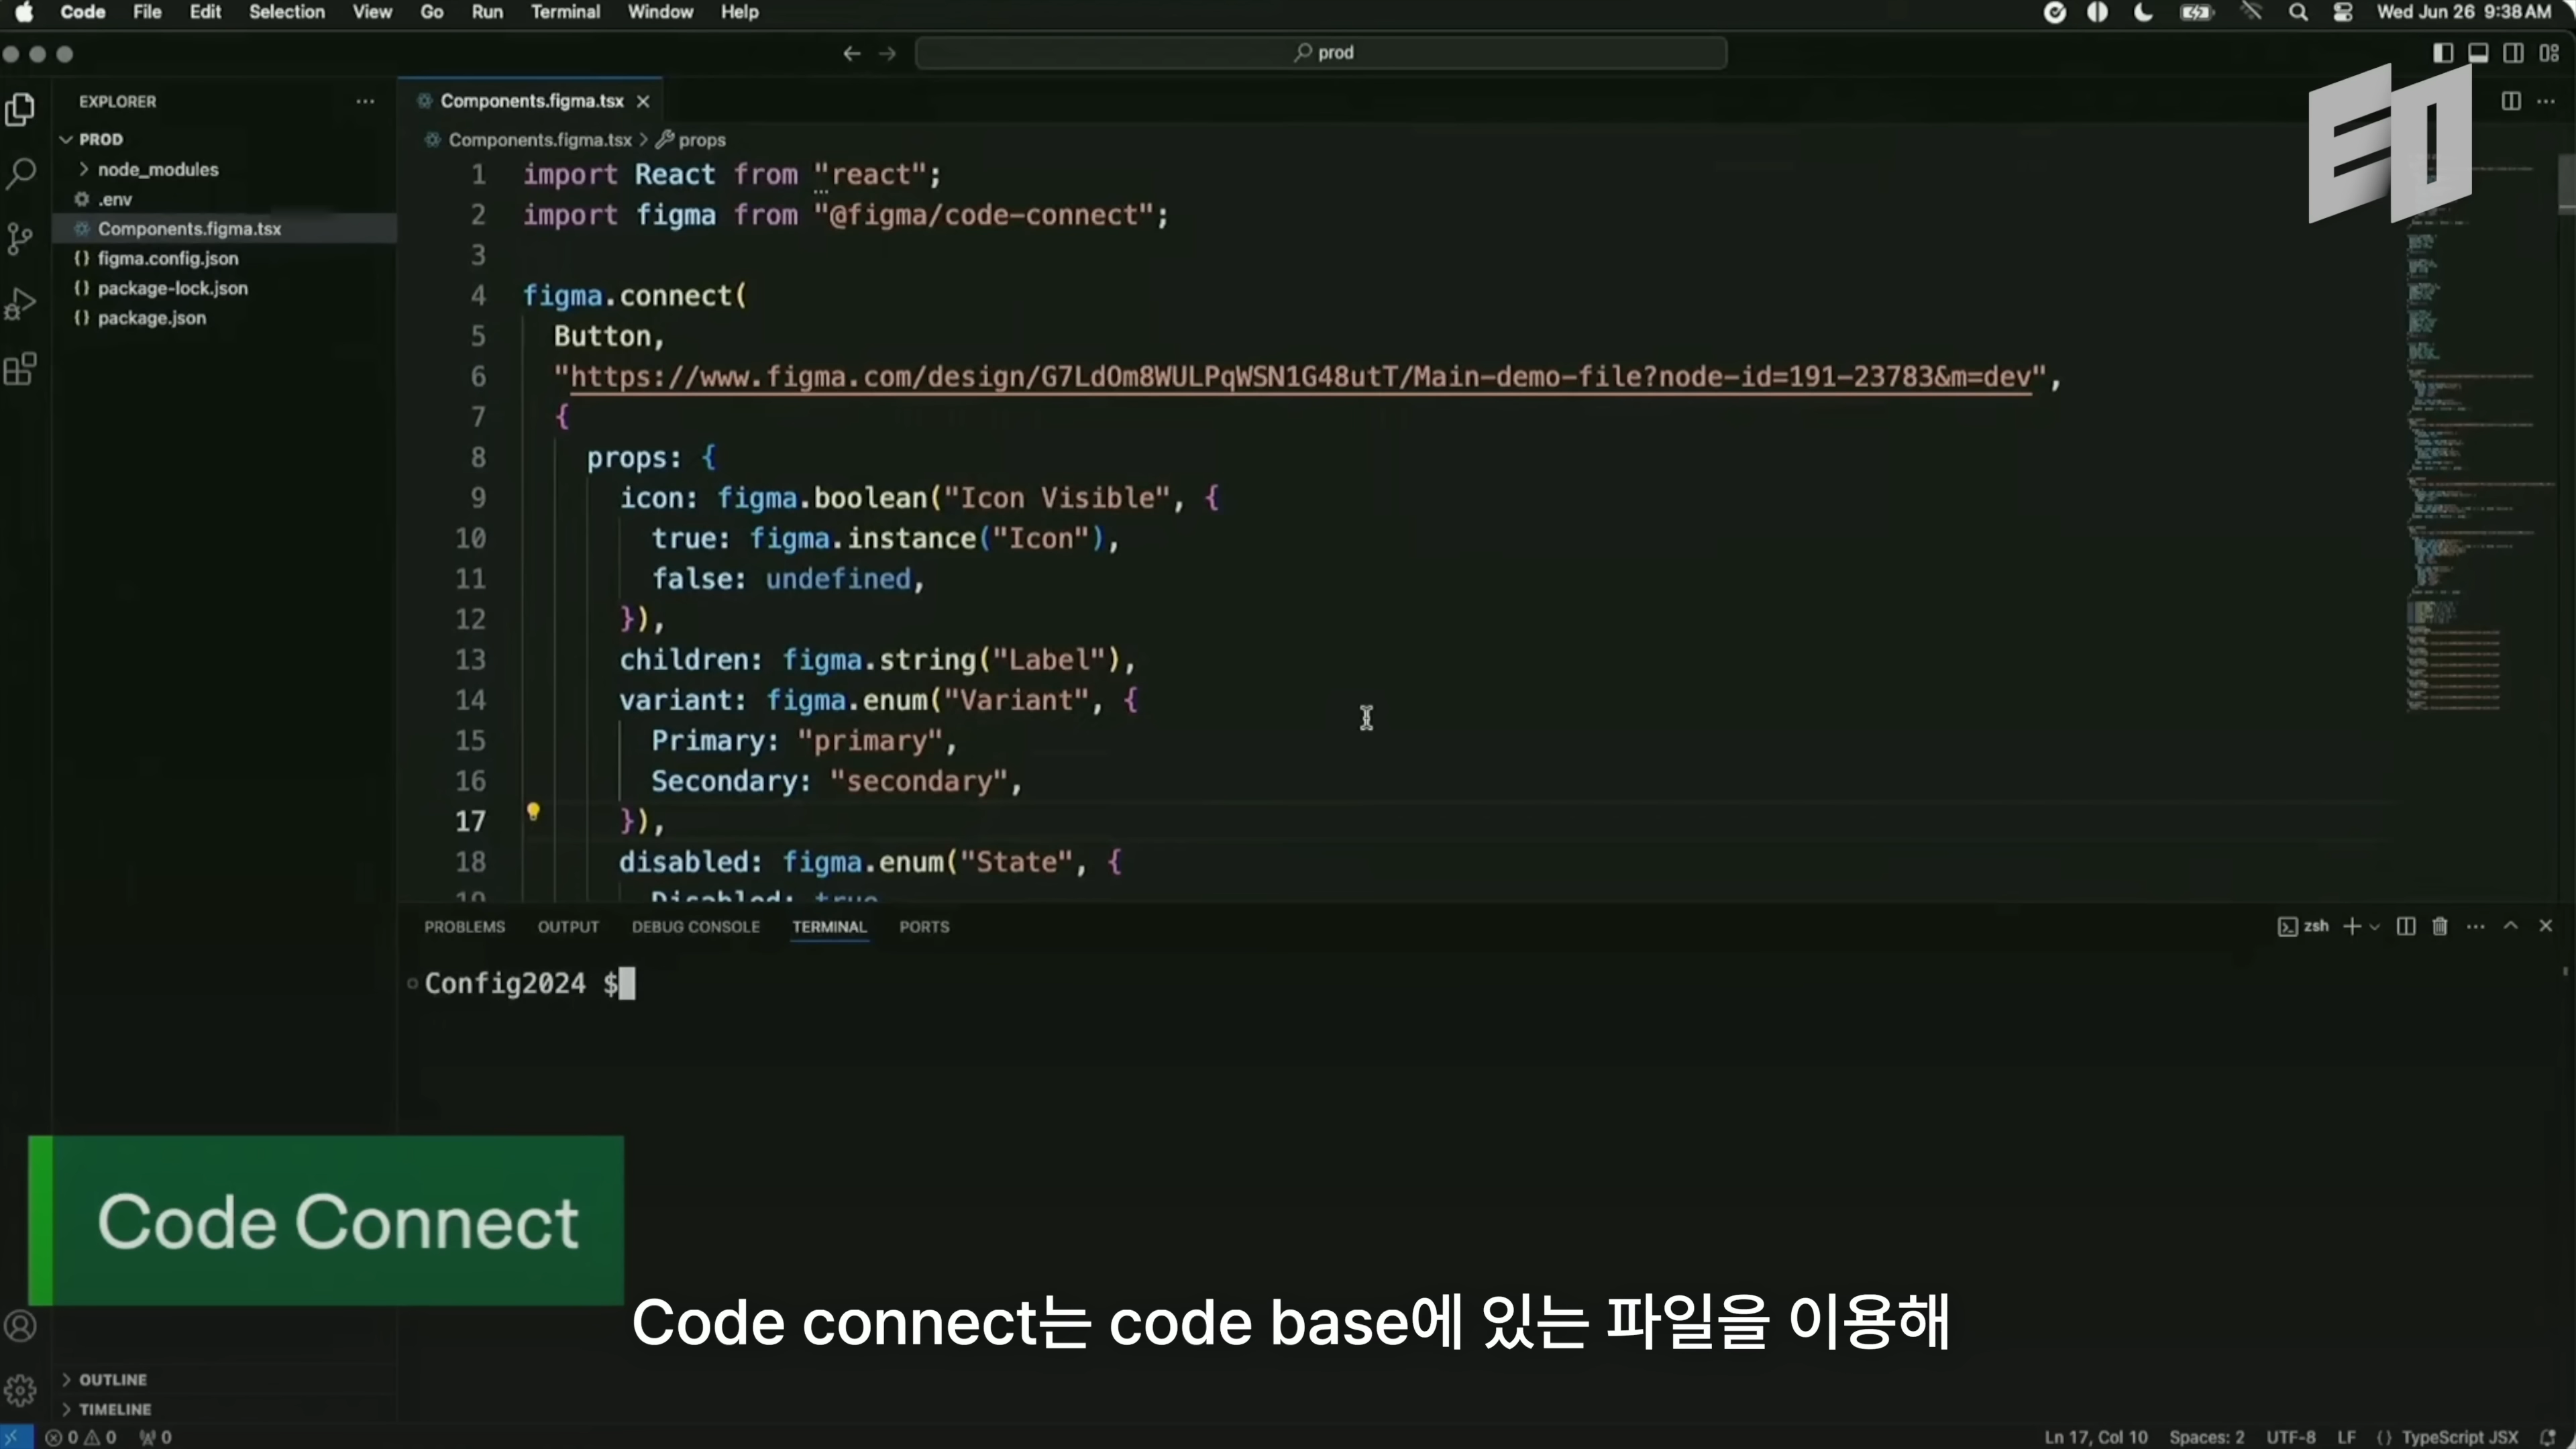 Code File Edit Selection View Go Run Terminal Window Help Wed Jun 26 9:38 AM
prod
EXPLORER
PROD
node_modules
.env
Components.figma.tsx
figma.config.json
package-lock.json
package.json
Components.figma.tsx
Components.figma.tsx > props
EO
1 import React from "react";
2 import figma from "@figma/code-connect";
3
4 figma.connect(
5 Button,
6 "https://www.figma.com/design/G7LdOm8WULPqWSN1G48utT/Main-demo-file?node-id=191-23783&m=dev",
7 {
8 props: {
9 icon: figma.boolean("Icon Visible", {
10 true: figma.instance("Icon"),
11 false: undefined,
12 }),
13 children: figma.string("Label"),
14 variant: figma.enum("Variant", {
15 Primary: "primary",
16 Secondary: "secondary",
17 }),
18 disabled: figma.enum("State", {
19 Disabled: true
PROBLEMS OUTPUT DEBUG CONSOLE TERMINAL PORTS zsh
Config2024 $
Code Connect
Code connect는 code base에 있는 파일을 이용해
OUTLINE
TIMELINE
0 0 0 Ln 17, Col 10 Spaces: 2 UTF-8 LF {} TypeScript JSX